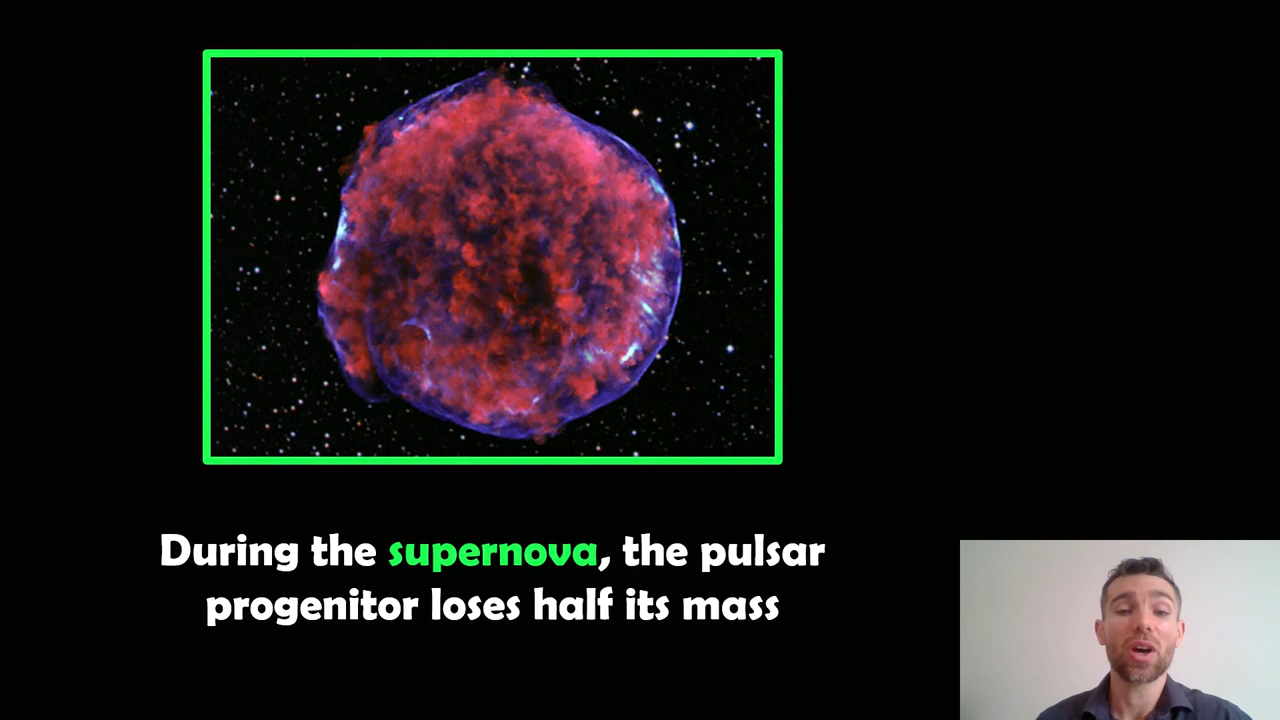 During the supernova, the pulsar
progenitor loses half its mass